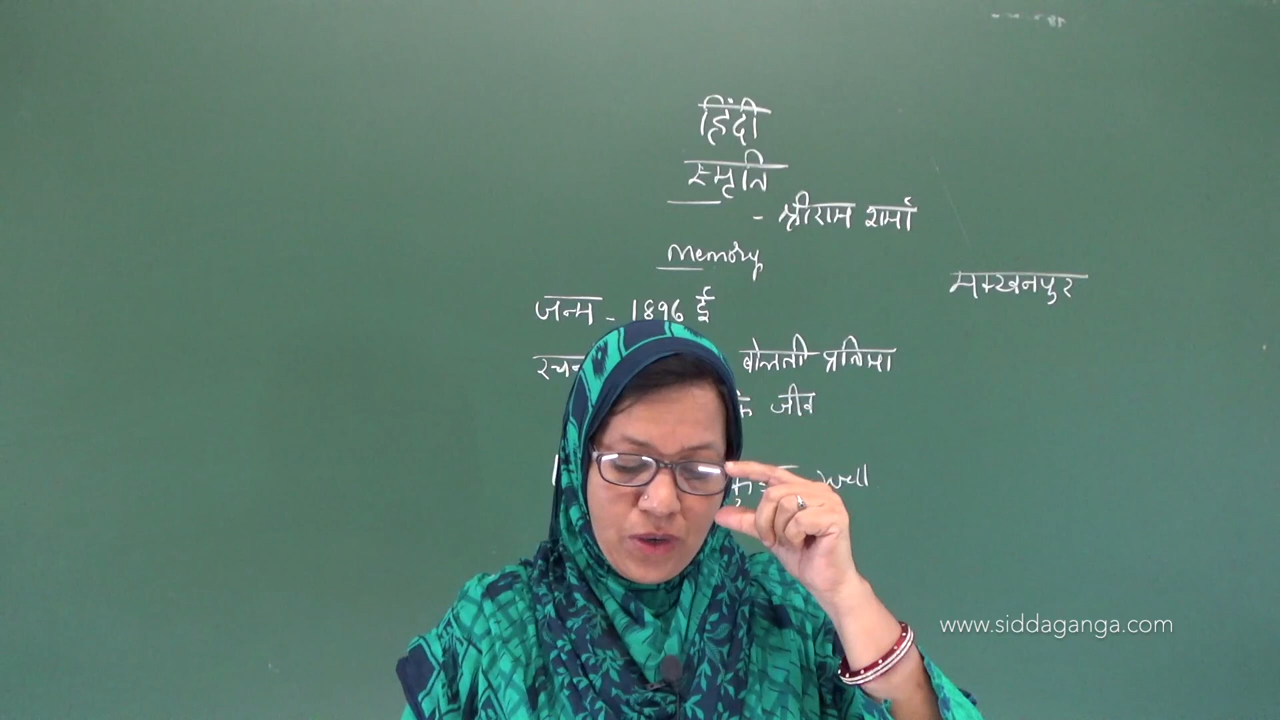 हिंदी
स्मृति
- श्रीराम शर्मा
Memory
मक्खनपुर
जन्म - 1896 ई
बोलती प्रतिमा
के जीव
well
www.siddaganga.com